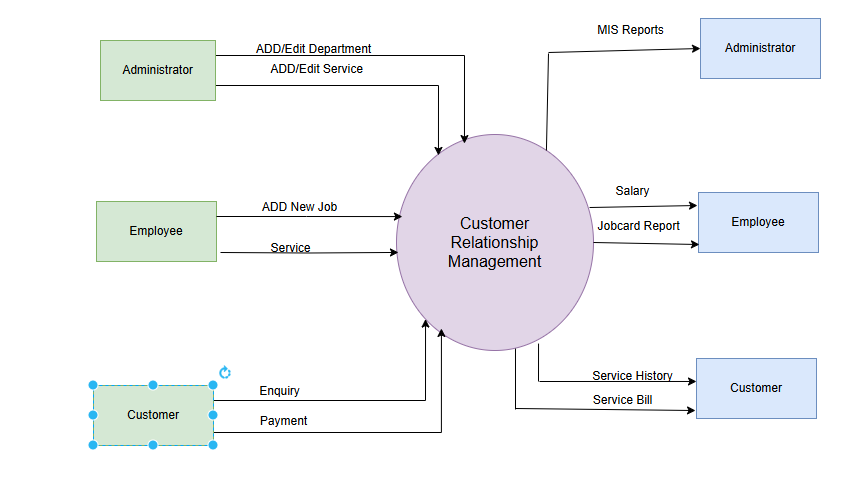 MIS Reports
Administrator
ADD/Edit Department
Administrator
ADD/Edit Service
Salary
ADD New Job
Employee
Employee
Jobcard Report
Service
Customer
Relationship
Management
Service History
Customer
Service Bill
Enquiry
Customer
Payment